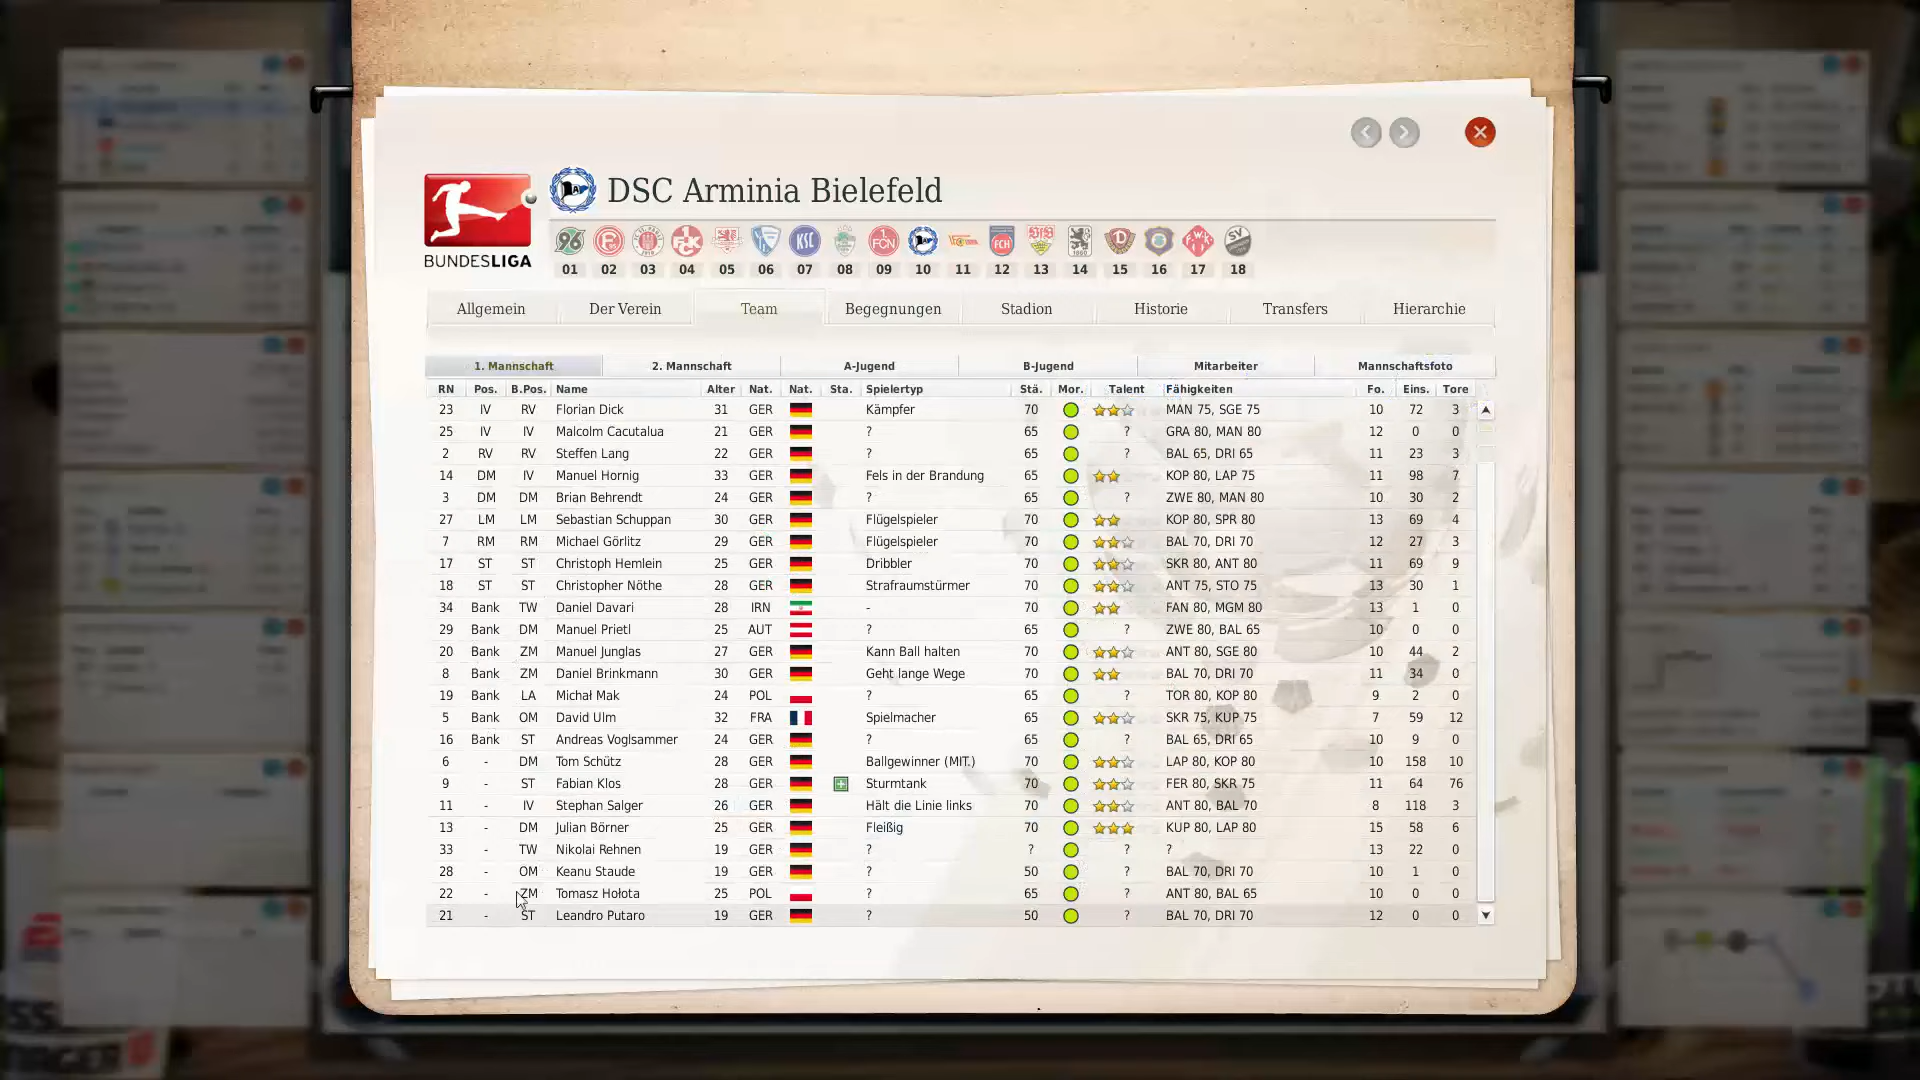 DSC Arminia Bielefeld
BUNDESLIGA
01 02 03 04 05 06 07 08 09 10 11 12 13 14 15 16 17 18
Allgemein Der Verein Team Begegnungen Stadion Historie Transfers Hierarchie
1. Mannschaft 2. Mannschaft A-Jugend B-Jugend Mitarbeiter Mannschaftsfoto
RN Pos. B.Pos. Name Alter Nat. Nat. Sta. Spielertyp Stä. Mor. Talent Fähigkeiten Fo. Eins. Tore
23 IV RV Florian Dick 31 GER Kämpfer 70 MAN 75, SGE 75 10 72 3
25 IV IV Malcolm Cacutalua 21 GER ? 65 ? GRA 80, MAN 80 12 0 0
2 RV RV Steffen Lang 22 GER ? 65 ? BAL 65, DRI 65 11 23 3
14 DM IV Manuel Hornig 33 GER Fels in der Brandung 65 KOP 80, LAP 75 11 98 7
3 DM DM Brian Behrendt 24 GER ? 65 ? ZWE 80, MAN 80 10 30 2
27 LM LM Sebastian Schuppan 30 GER Flügelspieler 70 KOP 80, SPR 80 13 69 4
7 RM RM Michael Görlitz 29 GER Flügelspieler 70 BAL 70, DRI 70 12 27 3
17 ST ST Christoph Hemlein 25 GER Dribbler 70 SKR 80, ANT 80 11 69 9
18 ST ST Christopher Nöthe 28 GER Strafraumstürmer 70 ANT 75, STO 75 13 30 1
34 Bank TW Daniel Davari 28 IRN - 70 FAN 80, MGM 80 13 1 0
29 Bank DM Manuel Prietl 25 AUT ? 65 ? ZWE 80, BAL 65 10 0 0
20 Bank ZM Manuel Junglas 27 GER Kann Ball halten 70 ANT 80, SGE 80 10 44 2
8 Bank ZM Daniel Brinkmann 30 GER Geht lange Wege 70 BAL 70, DRI 70 11 34 0
19 Bank LA Michał Mak 24 POL ? 65 ? TOR 80, KOP 80 9 2 0
5 Bank OM David Ulm 32 FRA Spielmacher 65 SKR 75, KUP 75 7 59 12
16 Bank ST Andreas Voglsammer 24 GER ? 65 ? BAL 65, DRI 65 10 9 0
6 - DM Tom Schütz 28 GER Ballgewinner (MIT.) 70 LAP 80, KOP 80 10 158 10
9 - ST Fabian Klos 28 GER Sturmtank 70 FER 80, SKR 75 11 64 76
11 - IV Stephan Salger 26 GER Hält die Linie links 70 ANT 80, BAL 70 8 118 3
13 - DM Julian Börner 25 GER Fleißig 70 KUP 80, LAP 80 15 58 6
33 - TW Nikolai Rehnen 19 GER ? ? ? ? 13 22 0
28 - OM Keanu Staude 19 GER ? 50 ? BAL 70, DRI 70 10 1 0
22 - ZM Tomasz Hołota 25 POL ? 65 ? ANT 80, BAL 65 10 0 0
21 - ST Leandro Putaro 19 GER ? 50 ? BAL 70, DRI 70 12 0 0